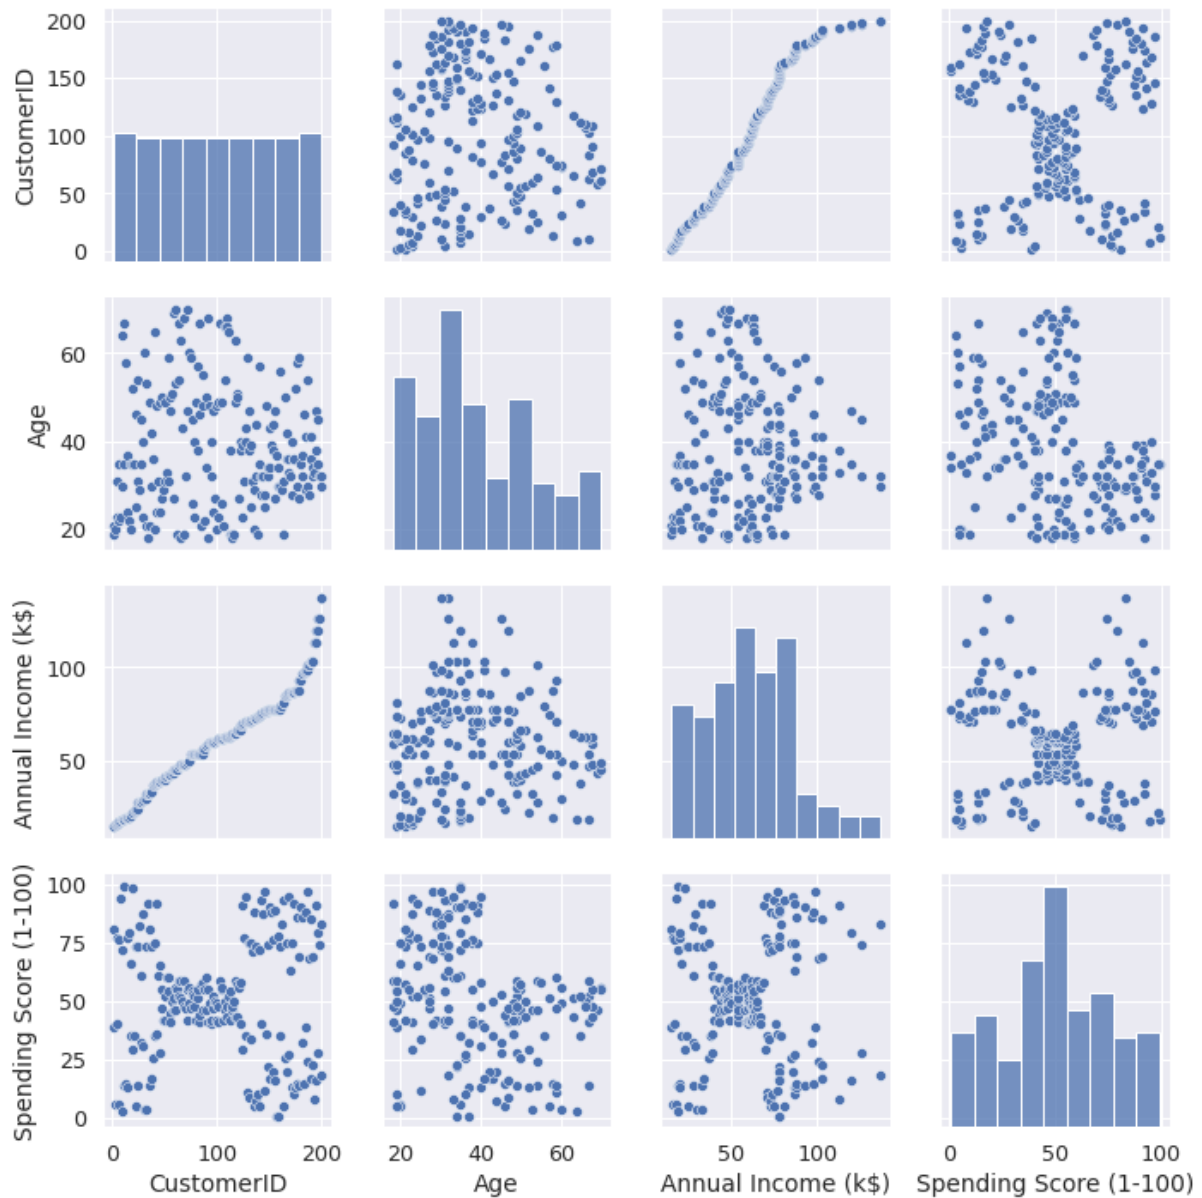 200
150
100
50
0
CustomerID
60
40
20
Age
100
50
Annual Income (k$)
100
75
50
25
0
Spending Score (1-100)
0 100 200 20 40 60 50 100 0 50 100
CustomerID Age Annual Income (k$) Spending Score (1-100)